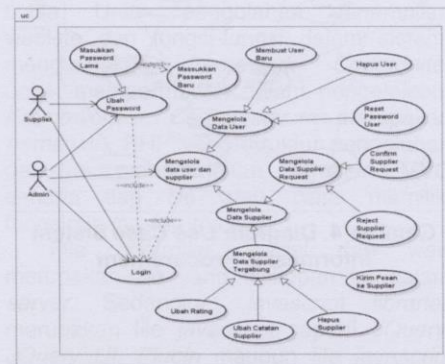 uc
Masukkan
Password
Lama
Massukkan
Password
Baru
Membuat User
Baru
Hapus User
Ubah
Password
Supplier
Mengelola
Data User
Reset
Password
User
Admin
Mengelola
data user dan
supplier
Mengelola
Data Supplier
Request
Confirm
Supplier
Request
Mengelola
Data Supplier
Reject
Supplier
Request
Login
Mengelola
Data Supplier
Tergabung
Kirim Pesan
ke Supplier
Ubah Rating
Ubah Catatan
Supplier
Hapus
Supplier